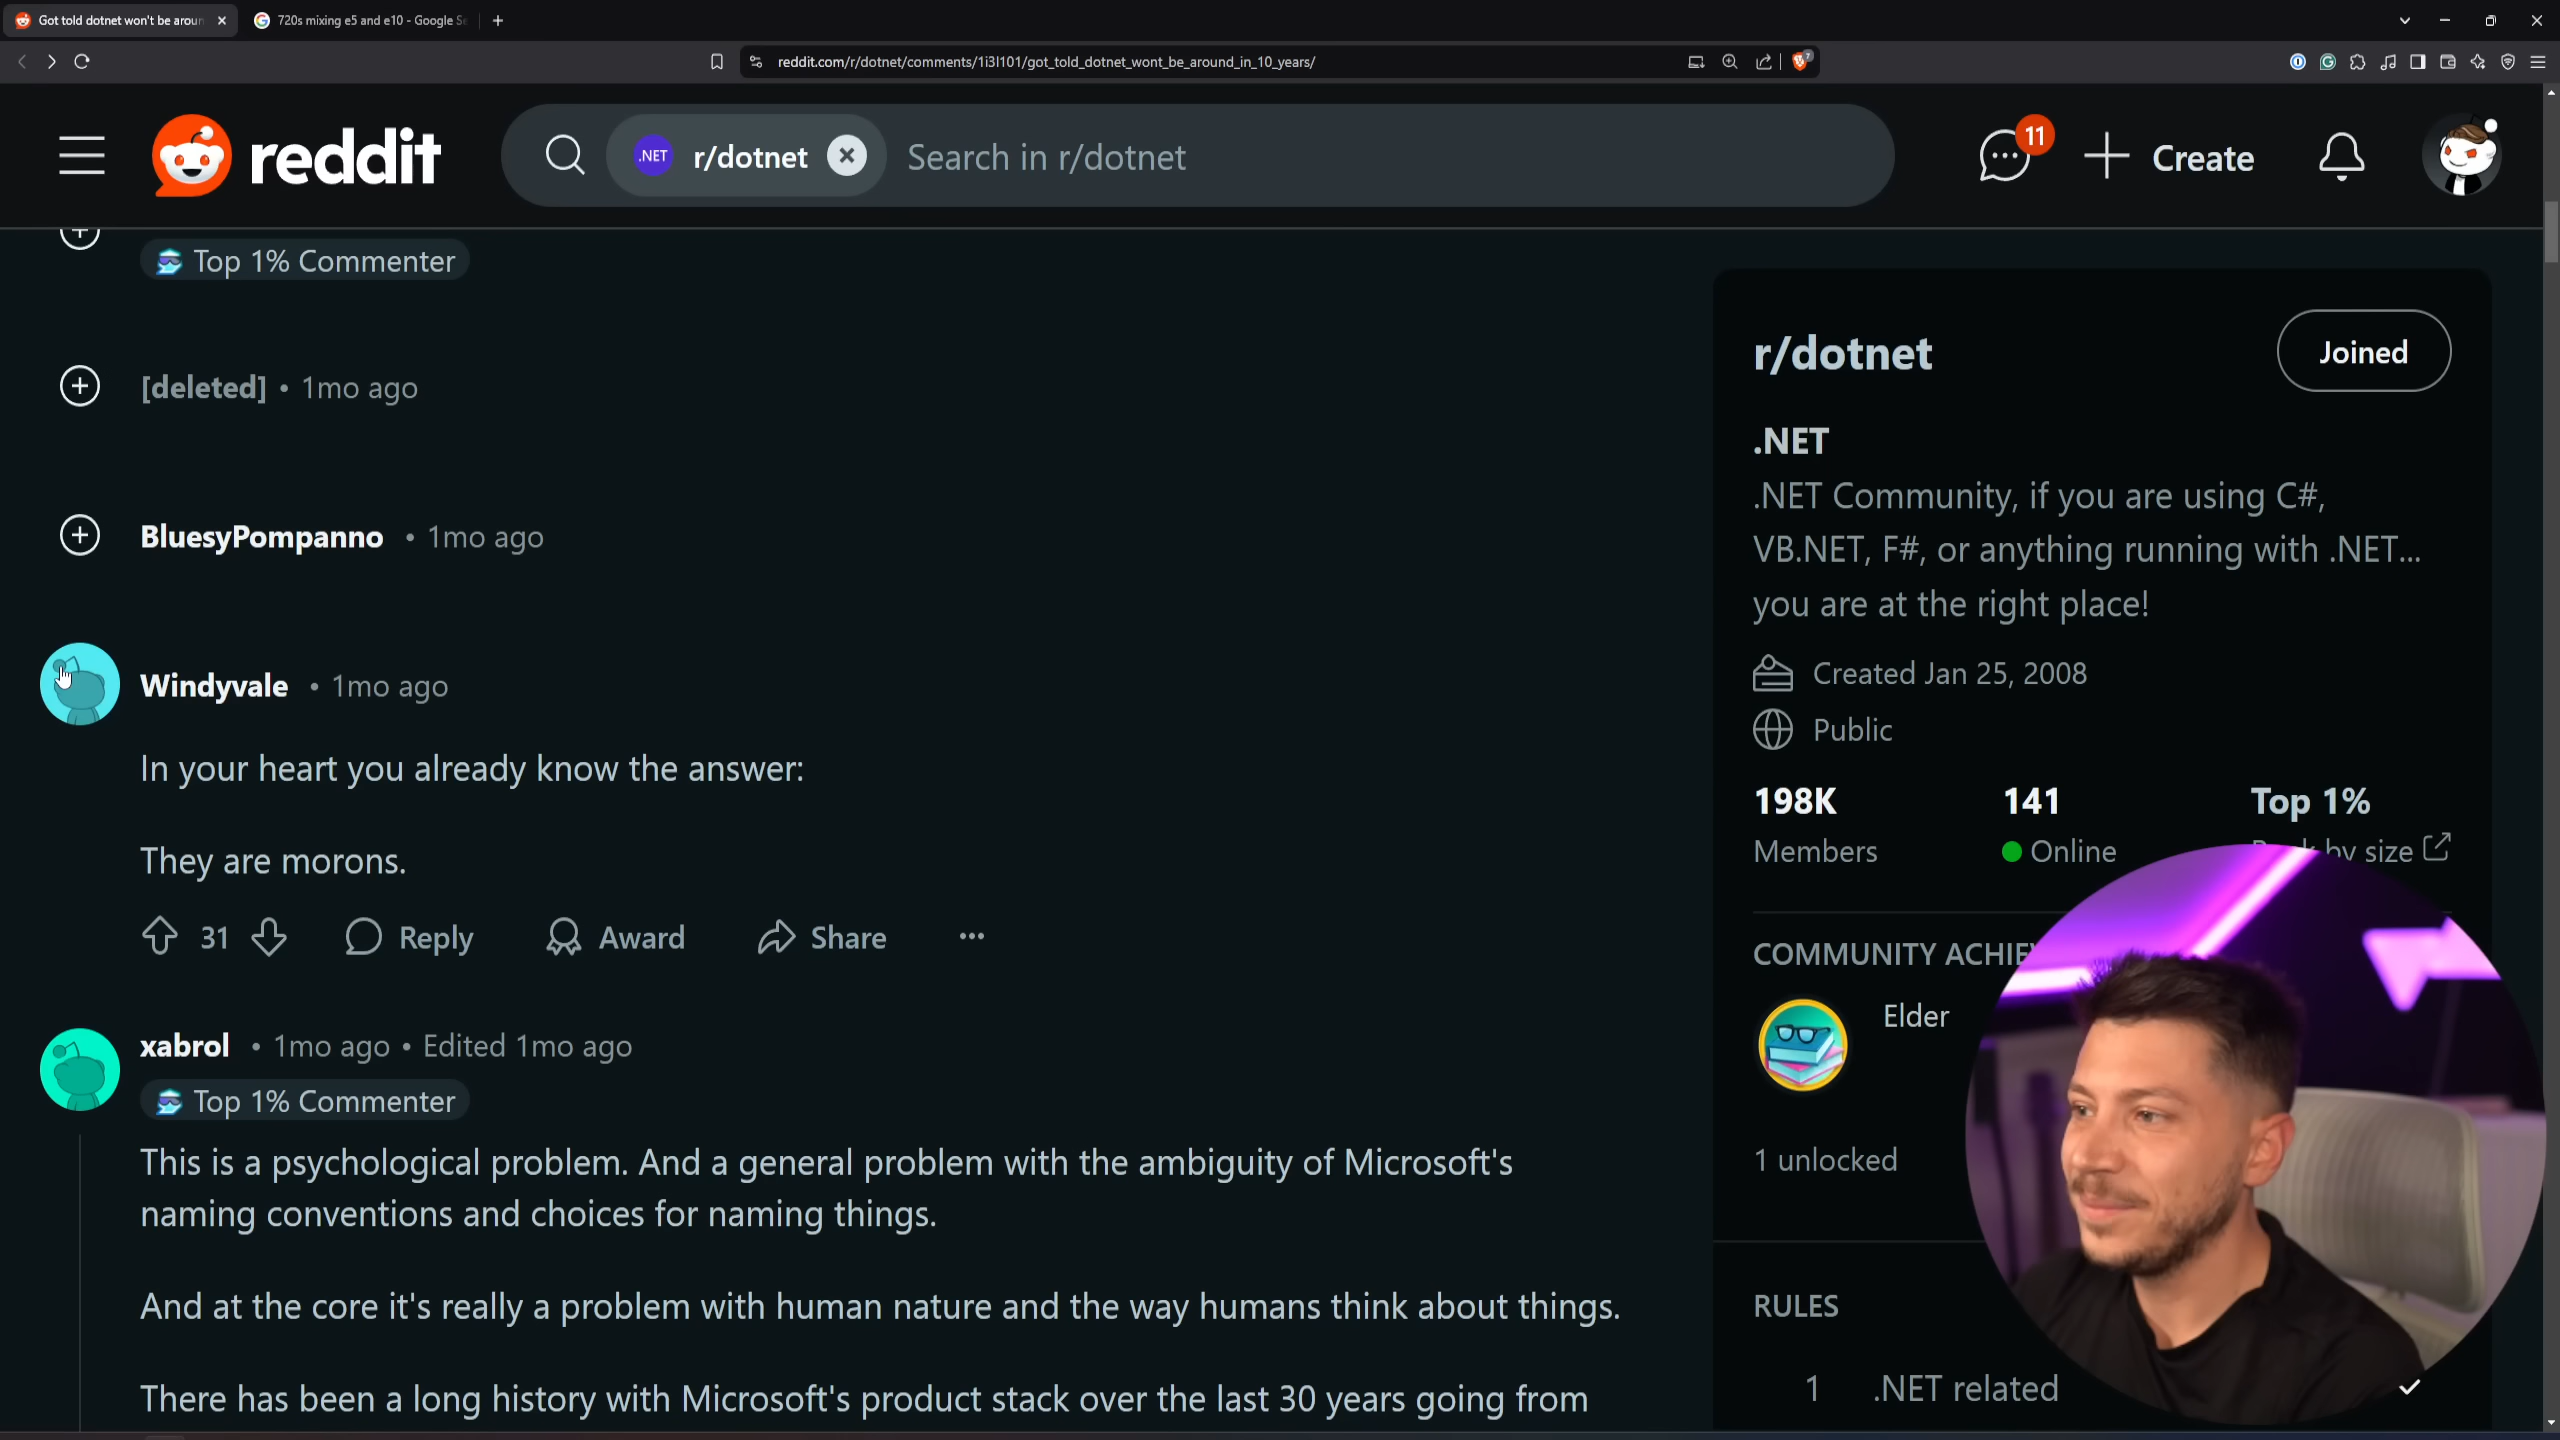 Got told dotnet won't be aroun
720s mixing e5 and e10 - Google Se
reddit.com/r/dotnet/comments/1i3l101/got_told_dotnet_wont_be_around_in_10_years/
7
reddit
.NET r/dotnet
Search in r/dotnet
11
Create
Top 1% Commenter
[deleted] • 1mo ago
BluesyPompanno • 1mo ago
Windyvale • 1mo ago
In your heart you already know the answer:
They are morons.
31
Reply
Award
Share
xabrol • 1mo ago • Edited 1mo ago
Top 1% Commenter
This is a psychological problem. And a general problem with the ambiguity of Microsoft's
naming conventions and choices for naming things.
And at the core it's really a problem with human nature and the way humans think about things.
There has been a long history with Microsoft's product stack over the last 30 years going from
r/dotnet
Joined
.NET
.NET Community, if you are using C#,
VB.NET, F#, or anything running with .NET...
you are at the right place!
Created Jan 25, 2008
Public
198K 141 Top 1%
Members Online by size
COMMUNITY ACHIE
Elder
1 unlocked
RULES
1 .NET related